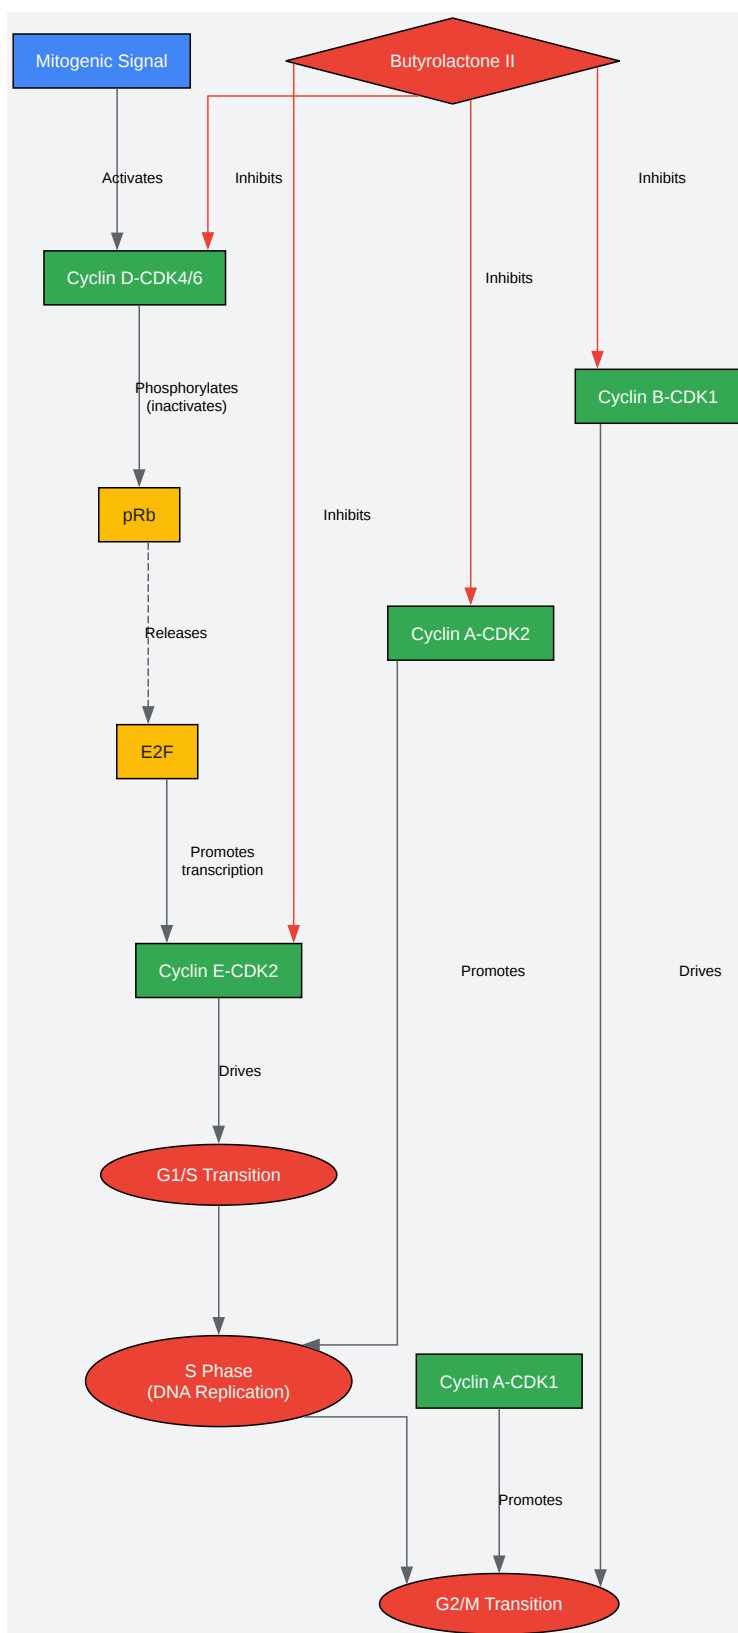 Mitogenic Signal
Butyrolactone II
Activates
Inhibits
Inhibits
Inhibits
Cyclin D-CDK4/6
Phosphorylates
(inactivates)
Cyclin B-CDK1
pRb
Inhibits
Releases
Cyclin A-CDK2
E2F
Promotes
transcription
Cyclin E-CDK2
Promotes
Drives
Drives
G1/S Transition
S Phase
(DNA Replication)
Cyclin A-CDK1
Promotes
G2/M Transition